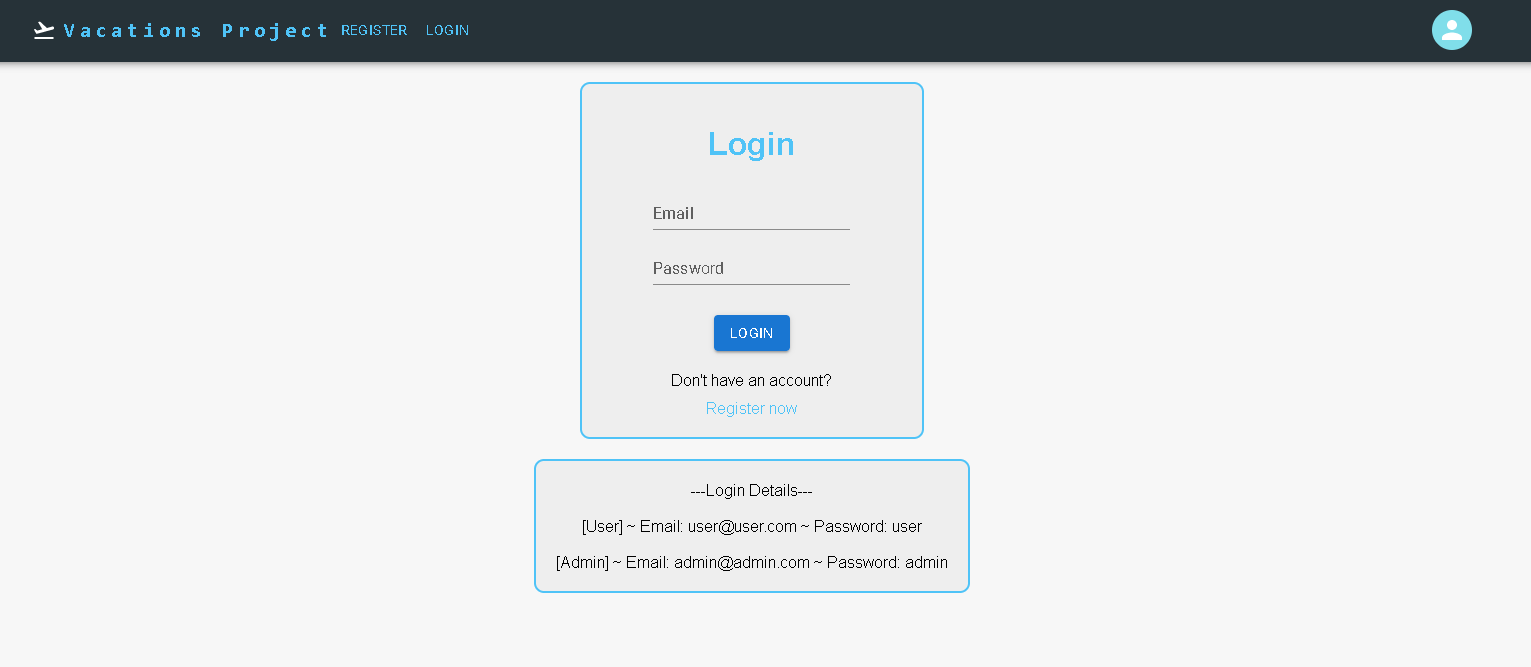 Vacations Project REGISTER LOGIN
Login
Email
Password
LOGIN
Don't have an account?
Register now
---Login Details---
[User] ~ Email: user@user.com ~ Password: user
[Admin] ~ Email: admin@admin.com ~ Password: admin